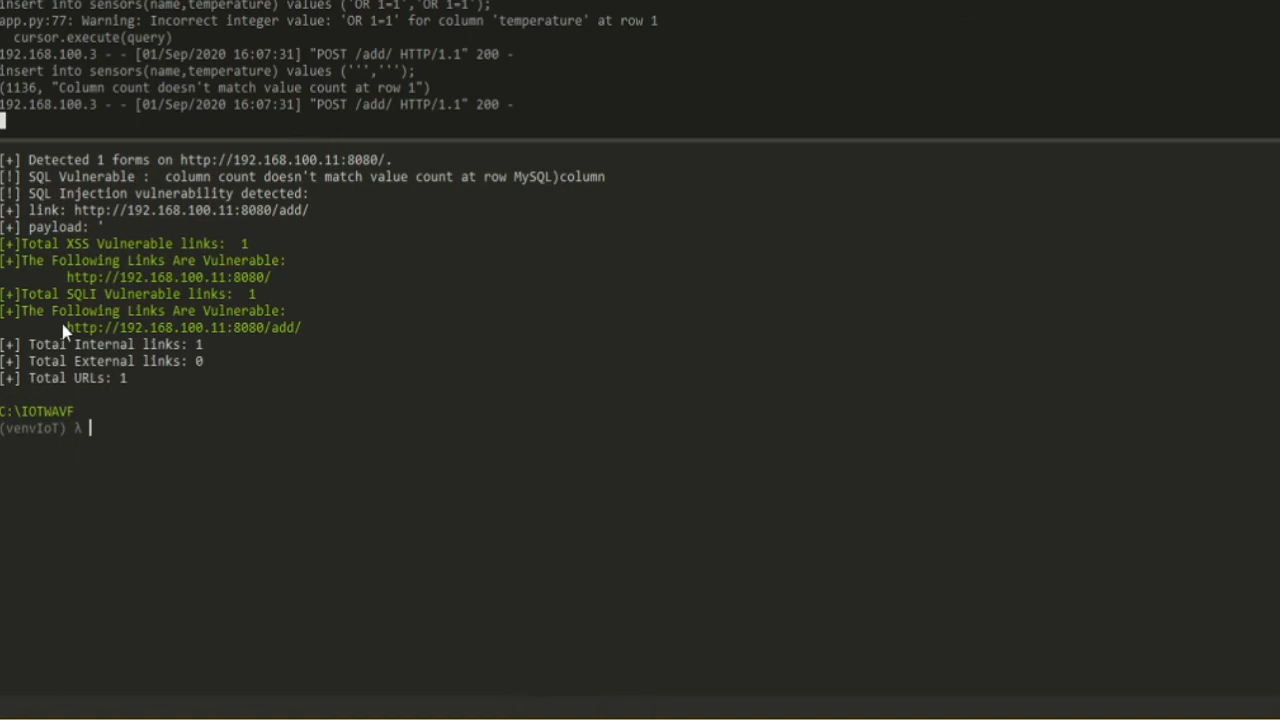 insert into sensors(name,temperature) values ('OR 1=1','OR 1=1');
app.py:77: Warning: Incorrect integer value: 'OR 1=1' for column 'temperature' at row 1
  cursor.execute(query)
192.168.100.3 - - [01/Sep/2020 16:07:31] "POST /add/ HTTP/1.1" 200 -
insert into sensors(name,temperature) values (''',''');
(1136, "Column count doesn't match value count at row 1")
192.168.100.3 - - [01/Sep/2020 16:07:31] "POST /add/ HTTP/1.1" 200 -
[+] Detected 1 forms on http://192.168.100.11:8080/.
[!] SQL Vulnerable :  column count doesn't match value count at row MySQL)column
[!] SQL Injection vulnerability detected:
[+] link: http://192.168.100.11:8080/add/
[+] payload: '
[+]Total XSS Vulnerable links:  1
[+]The Following Links Are Vulnerable:
http://192.168.100.11:8080/
[+]Total SQLI Vulnerable links:  1
[+]The Following Links Are Vulnerable:
http://192.168.100.11:8080/add/
[+] Total Internal links: 1
[+] Total External links: 0
[+] Total URLs: 1
C:\IOTWAVF
(venvIoT) λ